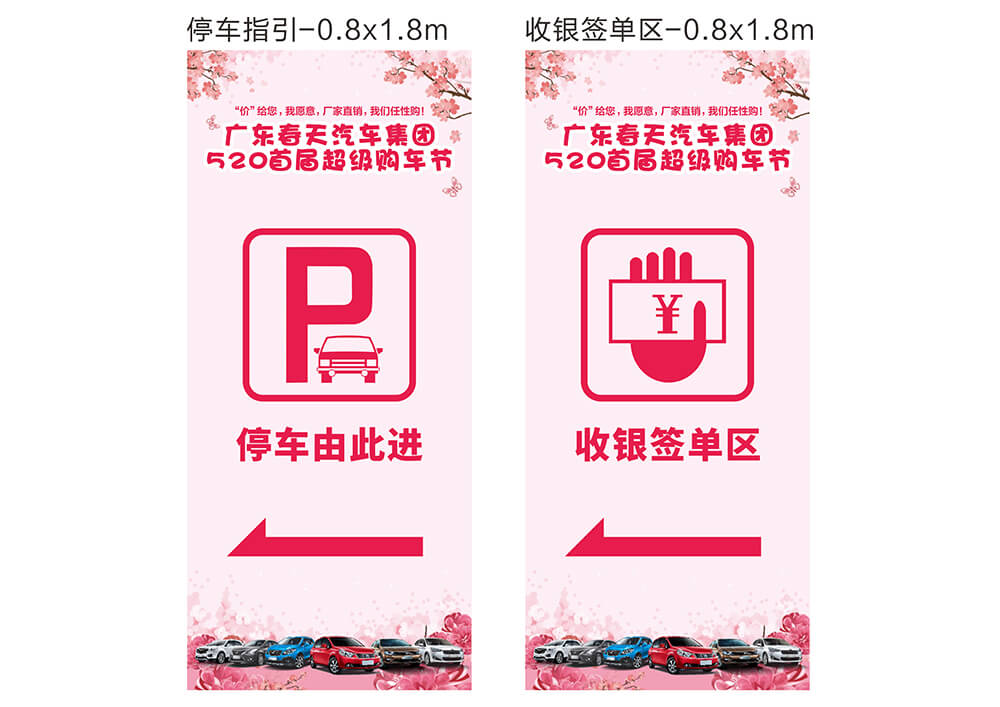 停车指引-0.8x1.8m
“价”给您，我愿意，厂家直销，我们任性购！
广东春天汽车集团
520首届超级购车节
P
停车由此进
收银签单区-0.8x1.8m
“价”给您，我愿意，厂家直销，我们任性购！
广东春天汽车集团
520首届超级购车节
¥
收银签单区